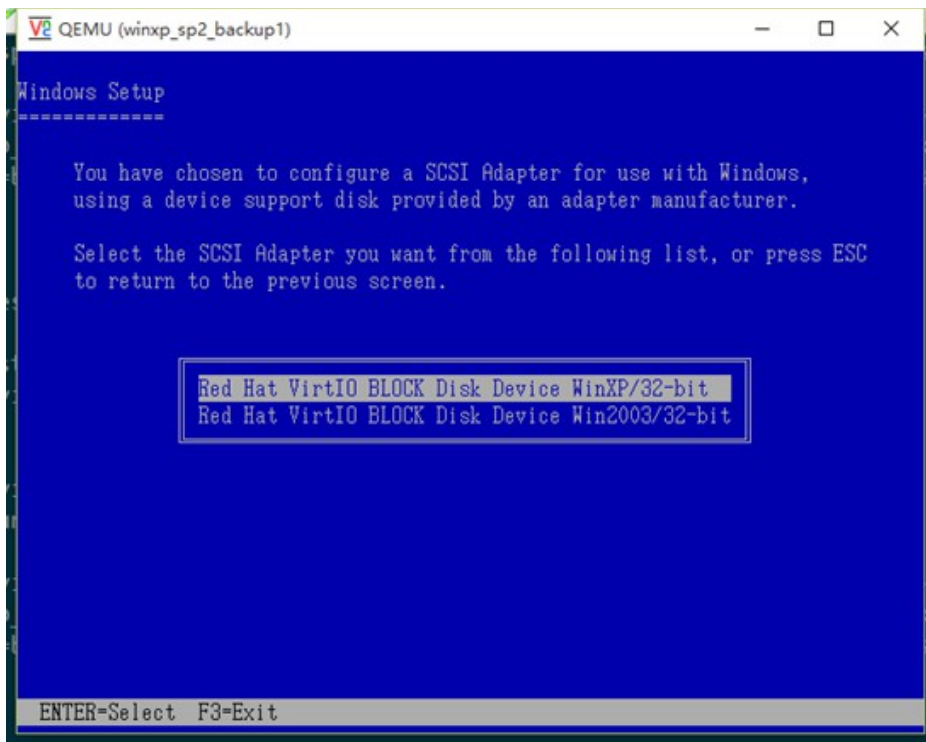 QEMU (winxp_sp2_backup1)
Windows Setup
=============
You have chosen to configure a SCSI Adapter for use with Windows,
using a device support disk provided by an adapter manufacturer.
Select the SCSI Adapter you want from the following list, or press ESC
to return to the previous screen.
Red Hat VirtIO BLOCK Disk Device WinXP/32-bit
Red Hat VirtIO BLOCK Disk Device Win2003/32-bit
ENTER=Select F3=Exit